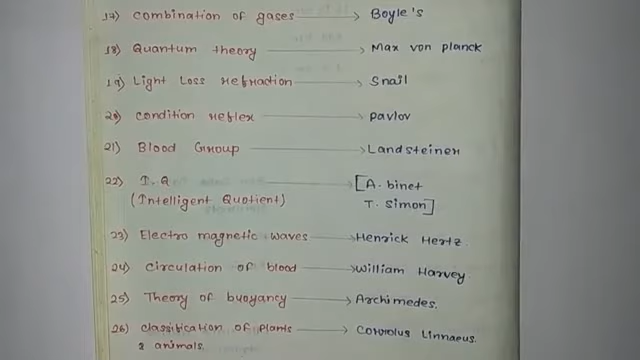 17) Combination of gases → Boyle's
18) Quantum theory → Max von planck
19) Light Loss Refraction → Snail
20) condition Reflex → pavlov
21) Blood Group → Landsteiner
22) I.Q → [A. binet
(Intelligent Quotient) T. Simon]
23) Electro magnetic waves → Henrick Hertz.
24) circulation of blood → William Harvey.
25) Theory of buoyancy → Archimedes.
26) classification of plants → Corrolus Linnaeus.
& animals.